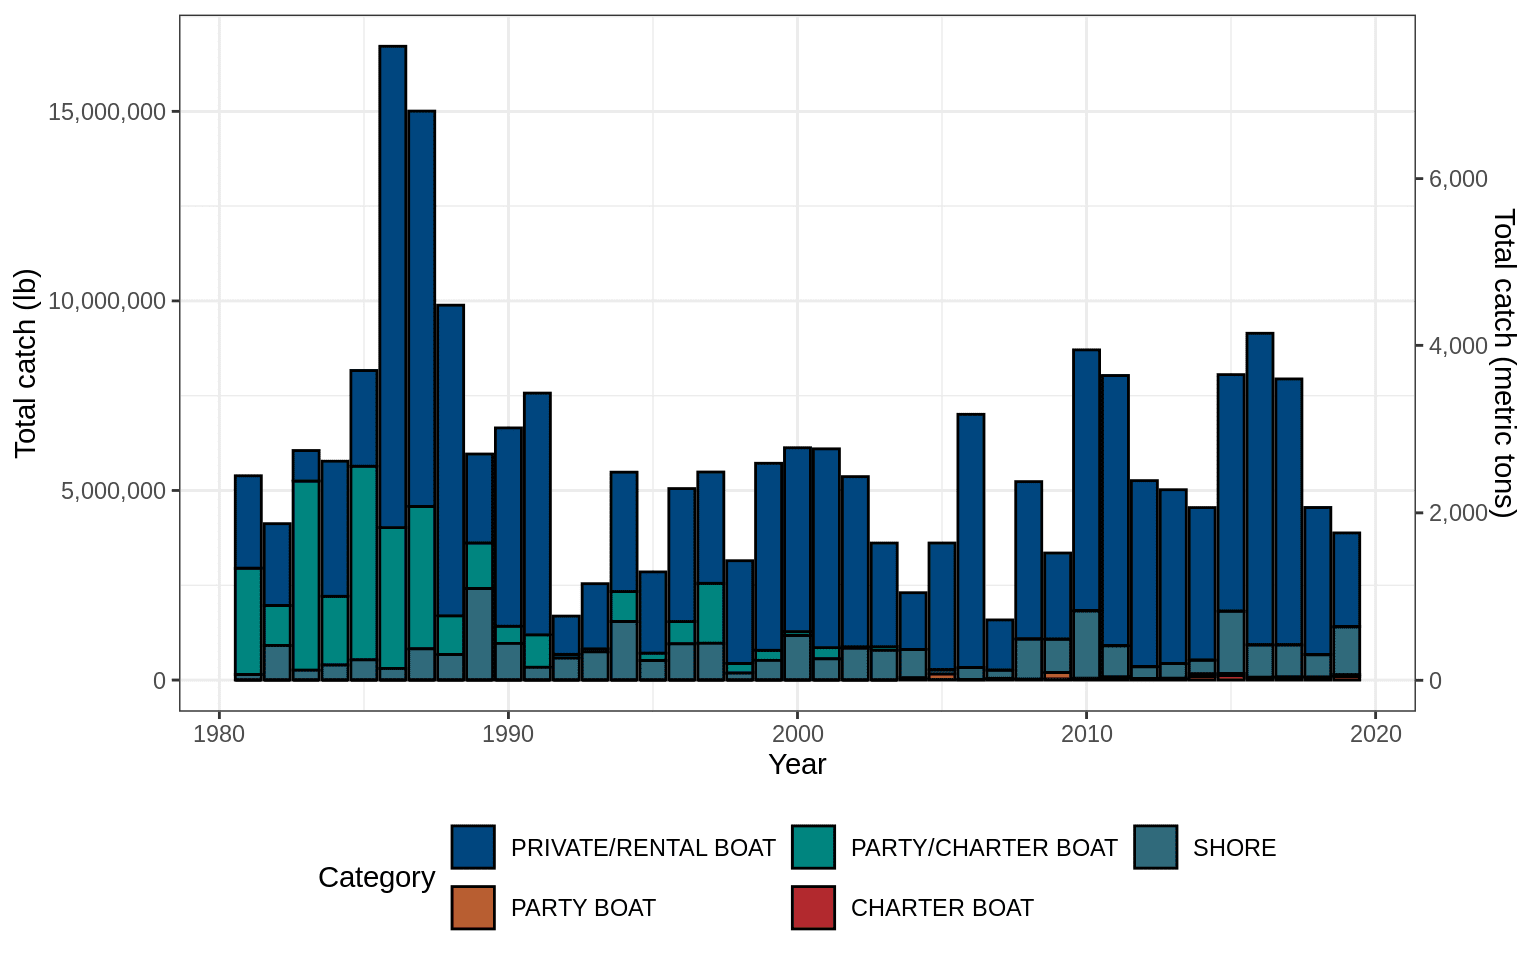 15,000,000
10,000,000
5,000,000
0
Total catch (lb)
6,000
4,000
2,000
0
Total catch (metric tons)
1980 1990 2000 2010 2020
Year
Category
PRIVATE/RENTAL BOAT PARTY/CHARTER BOAT SHORE
PARTY BOAT CHARTER BOAT